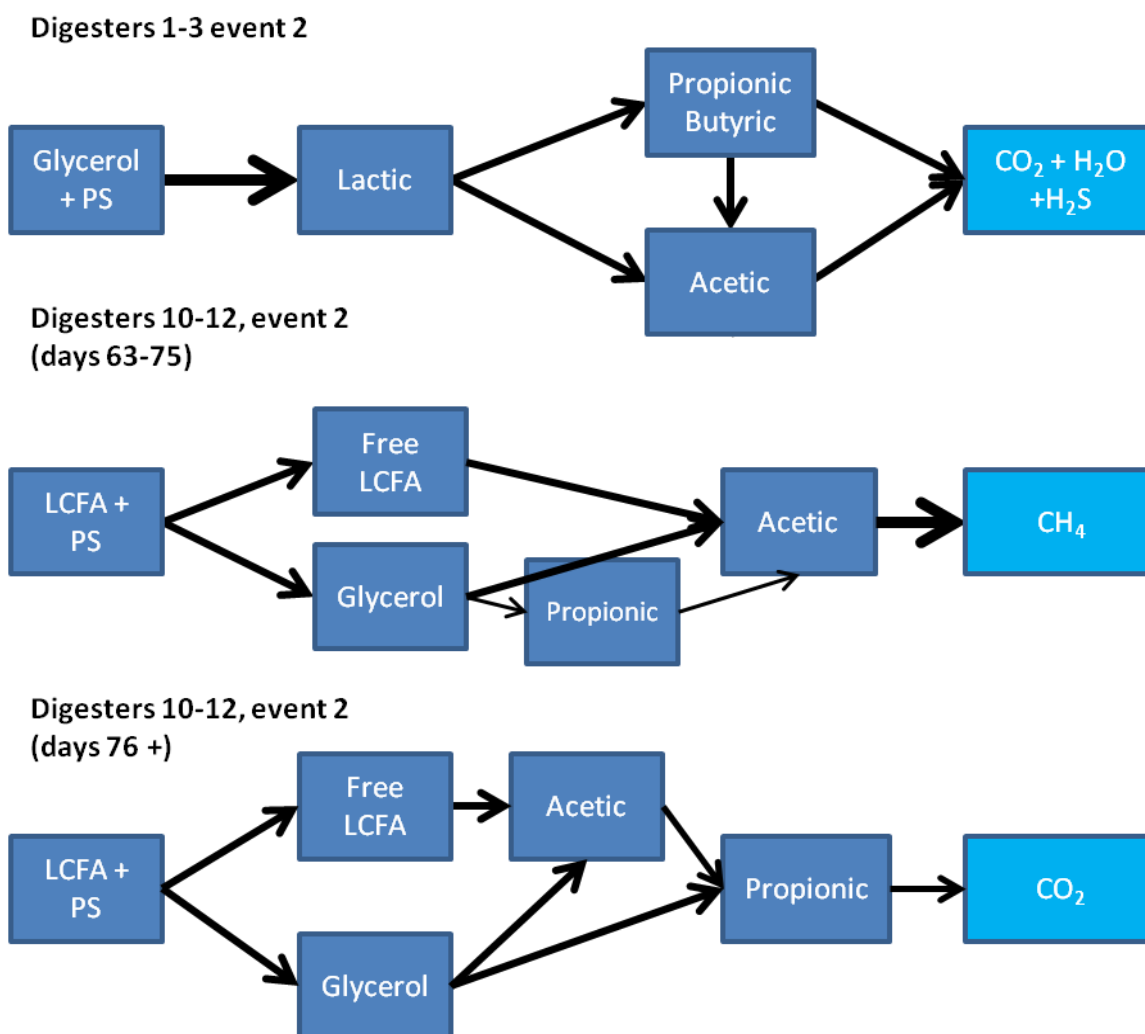 Digesters 1-3 event 2
Glycerol
+ PS
Lactic
Propionic
Butyric
Acetic
CO₂ + H₂O
+H₂S
Digesters 10-12, event 2
(days 63-75)
LCFA +
PS
Free
LCFA
Glycerol
Propionic
Acetic
CH₄
Digesters 10-12, event 2
(days 76 +)
LCFA +
PS
Free
LCFA
Acetic
Glycerol
Propionic
CO₂